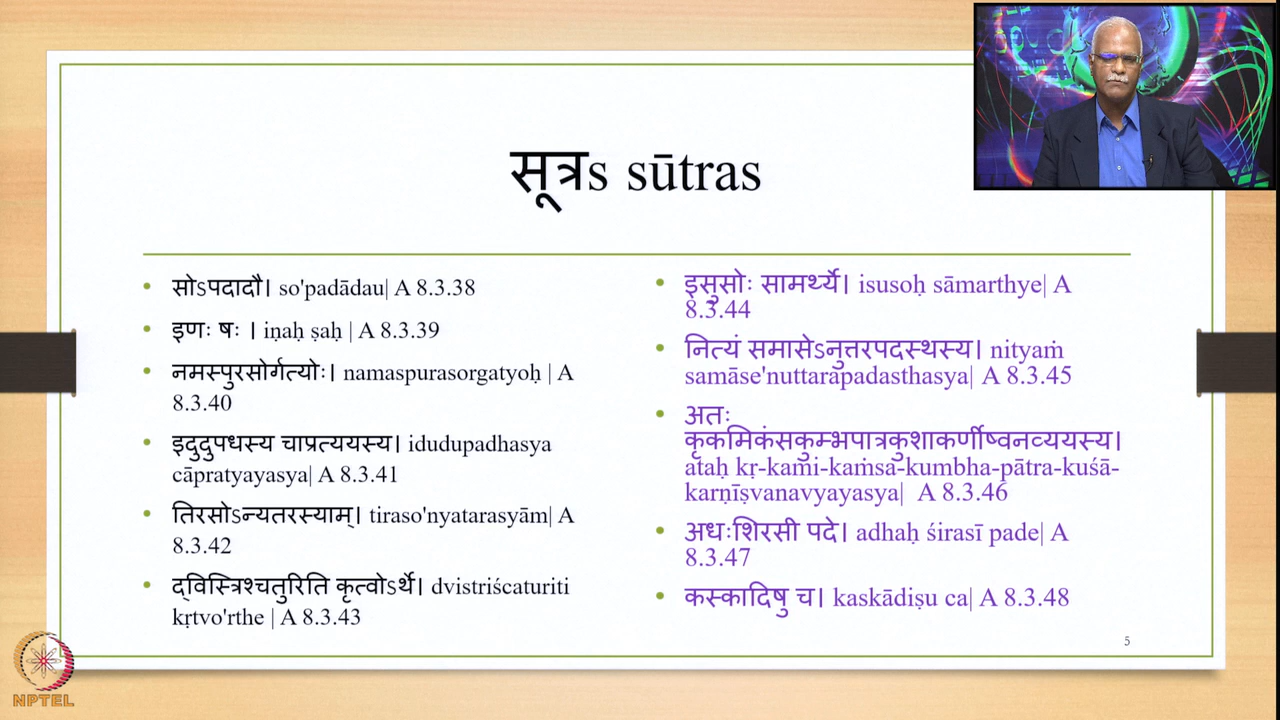 सूत्रs sūtras
• सोऽपदादौ। so'padādau| A 8.3.38
• इणः षः । iṇaḥ ṣaḥ | A 8.3.39
• नमस्पुरसोर्गत्योः। namaspurasorgatyoḥ | A
8.3.40
• इदुदुपधस्य चाप्रत्ययस्य। idudupadhasya
cāpratyayasya| A 8.3.41
• तिरसोऽन्यतरस्याम्। tiraso'nyatarasyām| A
8.3.42
• द्विस्त्रिश्चतुरिति कृत्वोऽर्थे। dvistriścaturiti
kṛtvo'rthe | A 8.3.43
• इसुसोः सामर्थ्ये। isusoḥ sāmarthye| A
8.3.44
• नित्यं समासेऽनुत्तरपदस्थस्य। nityaṁ
samāse'nuttarapadasthasya| A 8.3.45
• अतः
कृकमिकंसकुम्भपात्रकुशाकर्णीष्वनव्ययस्य।
ataḥ kṛ-kami-kaṁsa-kumbha-pātra-kuśā-
karṇīṣvanavyayasya| A 8.3.46
• अधःशिरसी पदे। adhaḥ śirasī pade| A
8.3.47
• कस्कादिषु च। kaskādiṣu ca| A 8.3.48
5
NPTEL